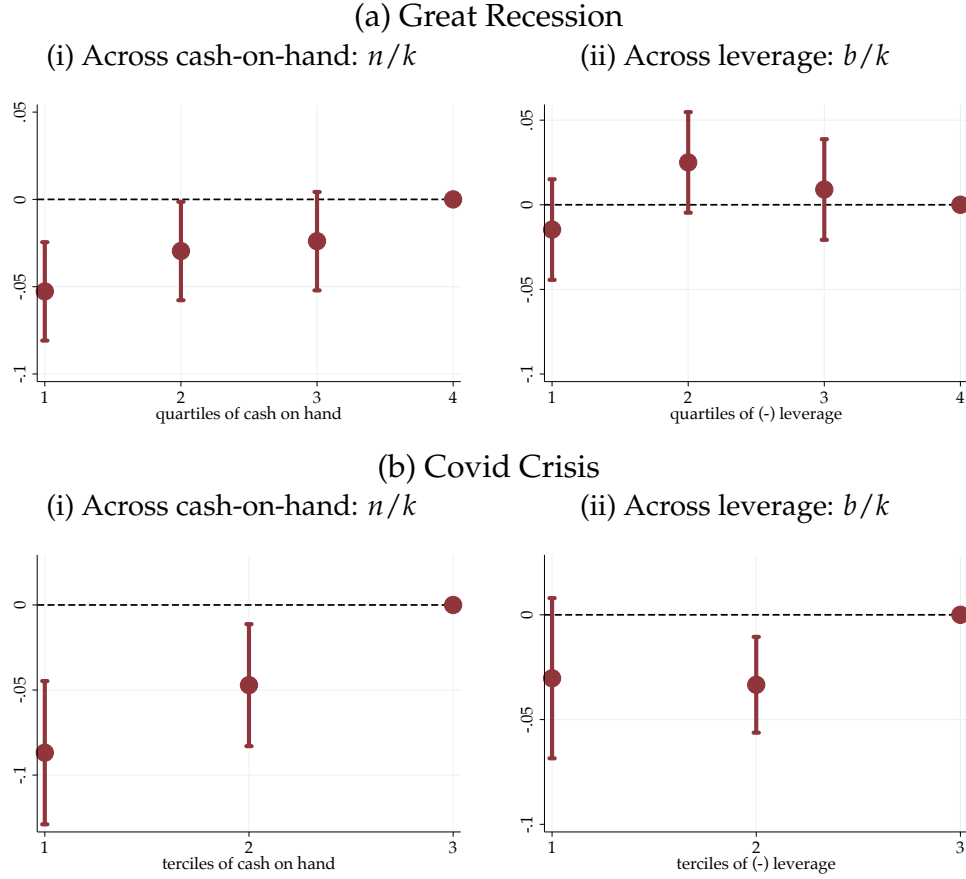 (a) Great Recession
(i) Across cash-on-hand: n/k
(ii) Across leverage: b/k
.05
0
-.05
-.1
1
2
3
4
quartiles of cash on hand
.05
0
-.05
-.1
1
2
3
4
quartiles of (-) leverage
(b) Covid Crisis
(i) Across cash-on-hand: n/k
(ii) Across leverage: b/k
0
-.05
-.1
1
2
3
terciles of cash on hand
0
-.05
-.1
1
2
3
terciles of (-) leverage